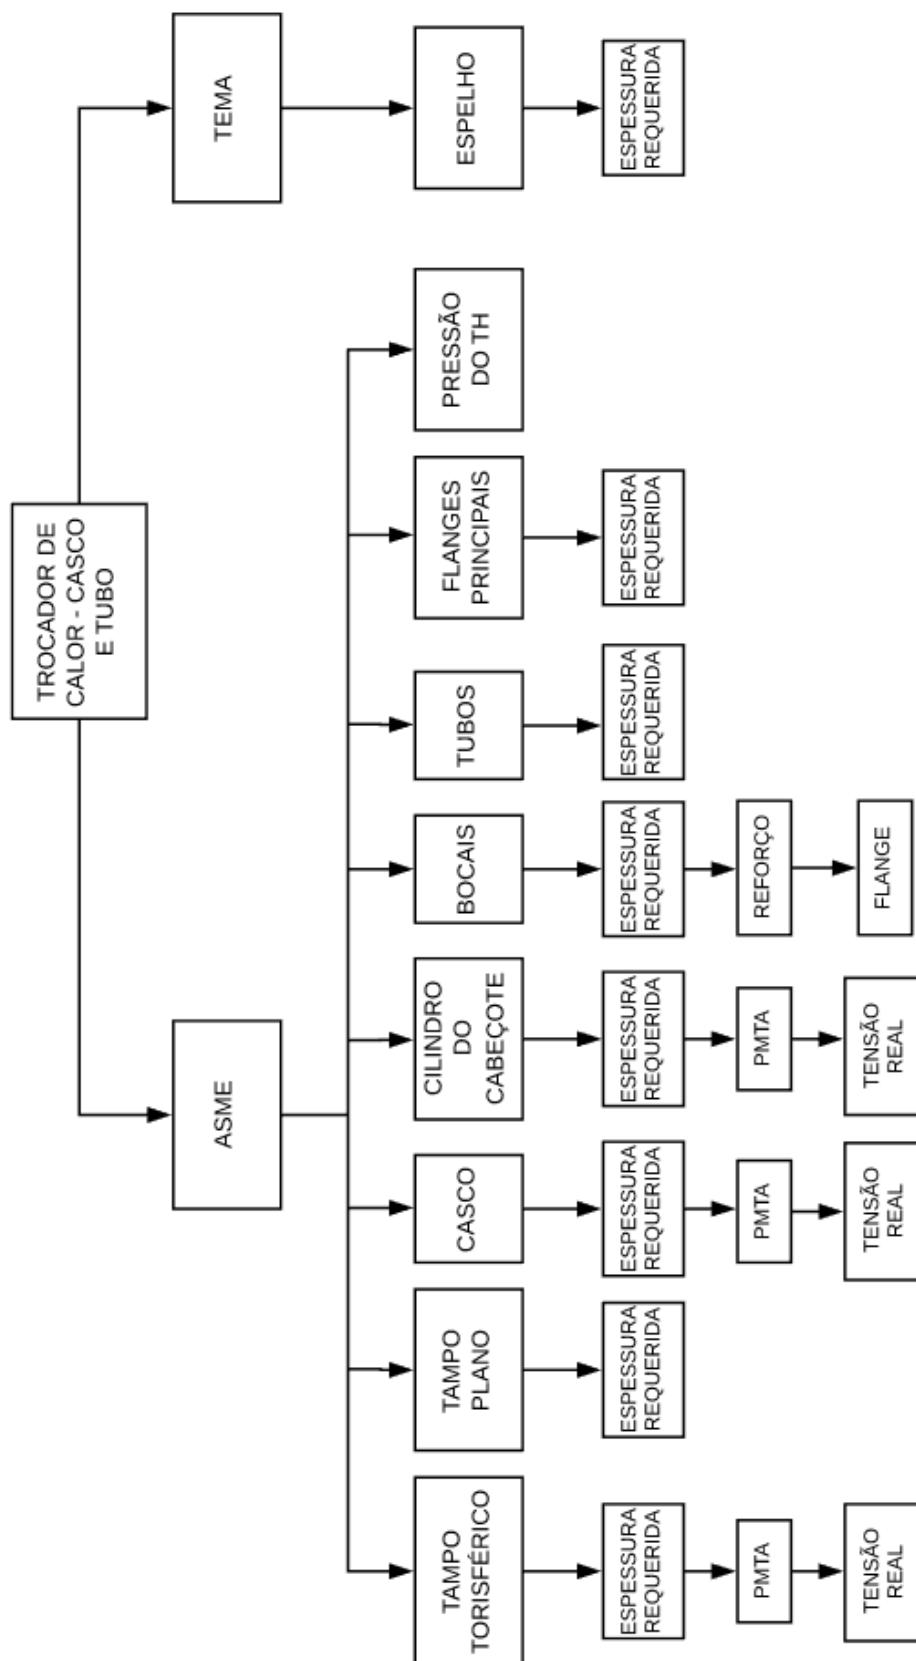 TROCADOR DE
CALOR - CASCO
E TUBO
ASME
TEMA
TAMPO
TORISFÉRICO
TAMPO
PLANO
CASCO
CILINDRO
DO
CABEÇOTE
BOCAIS
TUBOS
FLANGES
PRINCIPAIS
PRESSÃO
DO TH
ESPELHO
ESPESSURA
REQUERIDA
ESPESSURA
REQUERIDA
ESPESSURA
REQUERIDA
ESPESSURA
REQUERIDA
ESPESSURA
REQUERIDA
ESPESSURA
REQUERIDA
ESPESSURA
REQUERIDA
ESPESSURA
REQUERIDA
PMTA
PMTA
PMTA
REFORÇO
TENSÃO
REAL
TENSÃO
REAL
TENSÃO
REAL
FLANGE